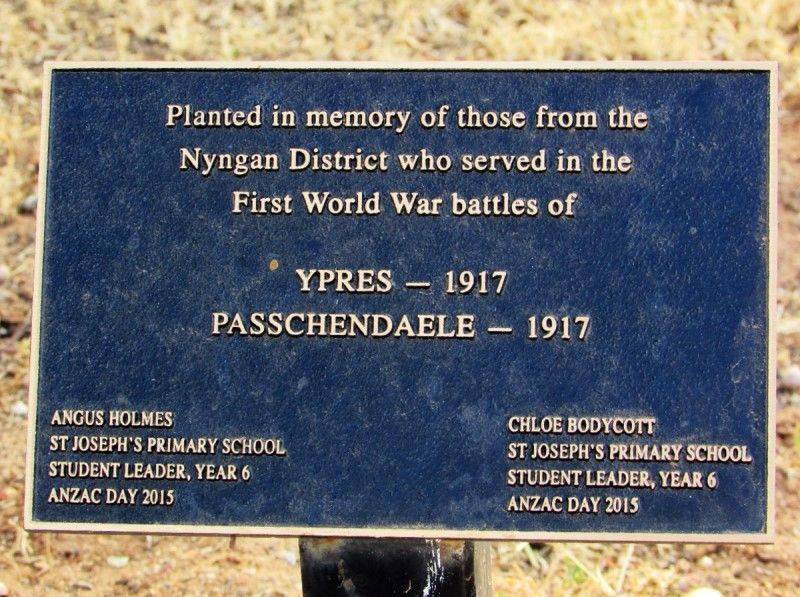 Planted in memory of those from the
Nyngan District who served in the
First World War battles of
YPRES — 1917
PASSCHENDAELE — 1917
ANGUS HOLMES
ST JOSEPH'S PRIMARY SCHOOL
STUDENT LEADER, YEAR 6
ANZAC DAY 2015
CHLOE BODYCOTT
ST JOSEPH'S PRIMARY SCHOOL
STUDENT LEADER, YEAR 6
ANZAC DAY 2015